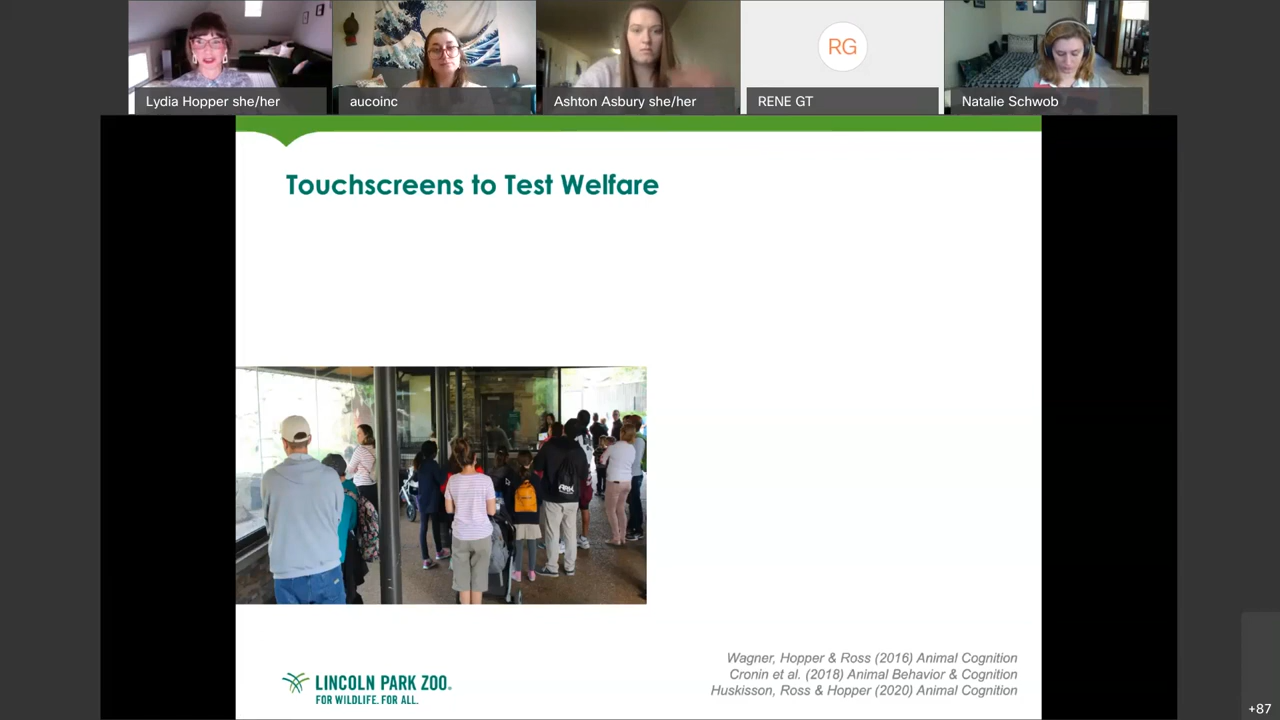 Lydia Hopper she/her
aucoinc
Ashton Asbury she/her
RG
RENE GT
Natalie Schwob
Touchscreens to Test Welfare
Wagner, Hopper & Ross (2016) Animal Cognition
Cronin et al. (2018) Animal Behavior & Cognition
Huskisson, Ross & Hopper (2020) Animal Cognition
LINCOLN PARK ZOO.
FOR WILDLIFE. FOR ALL.
+87